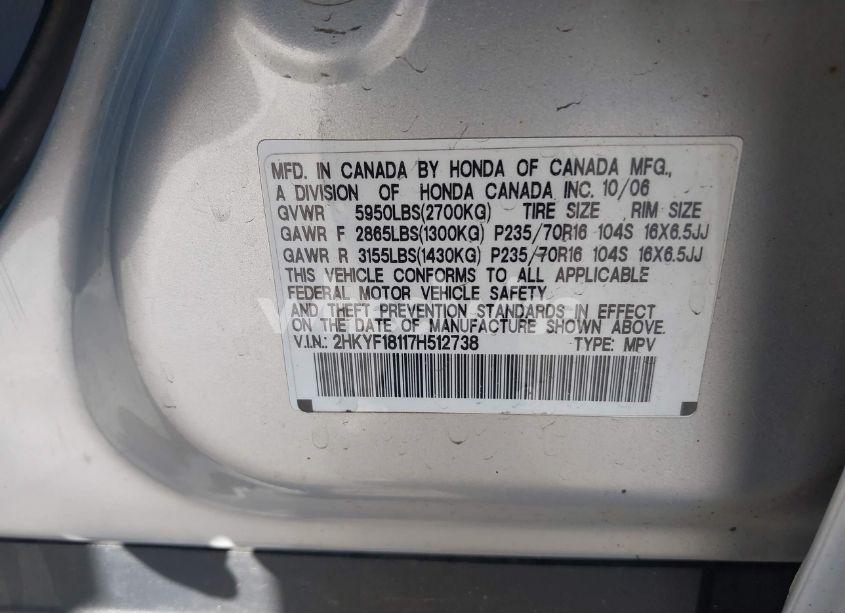 MFD. IN CANADA BY HONDA OF CANADA MFG.,
A DIVISION OF HONDA CANADA INC. 10/06
GVWR 5950LBS(2700KG) TIRE SIZE RIM SIZE
GAWR F 2865LBS(1300KG) P235/70R16 104S 16X6.5JJ
GAWR R 3155LBS(1430KG) P235/70R16 104S 16X6.5JJ
THIS VEHICLE CONFORMS TO ALL APPLICABLE
FEDERAL MOTOR VEHICLE SAFETY
AND THEFT PREVENTION STANDARDS IN EFFECT
ON THE DATE OF MANUFACTURE SHOWN ABOVE.
V.I.N.: 2HKYF18117H512738 TYPE: MPV